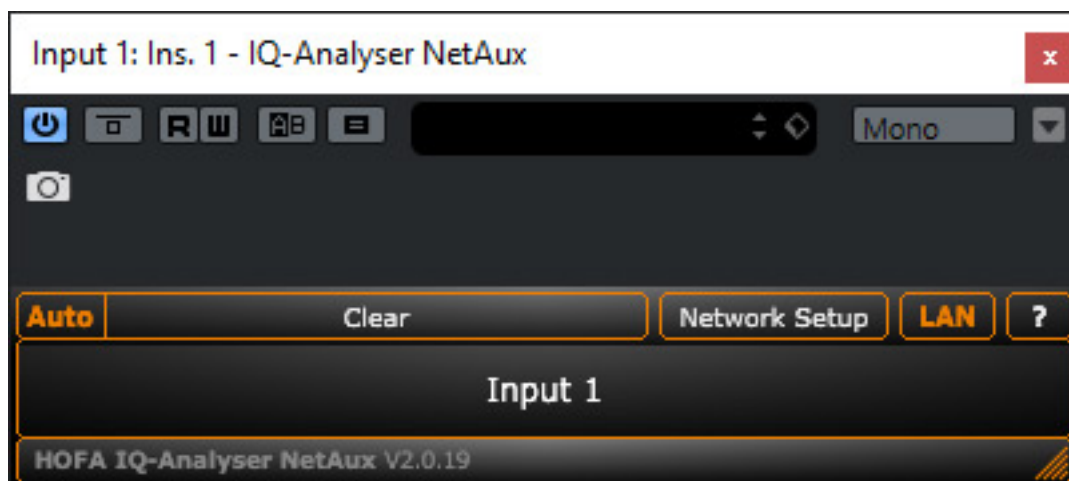 Input 1: Ins. 1 - IQ-Analyser NetAux
x
R W AB Mono
Auto Clear Network Setup LAN ?
Input 1
HOFA IQ-Analyser NetAux V2.0.19